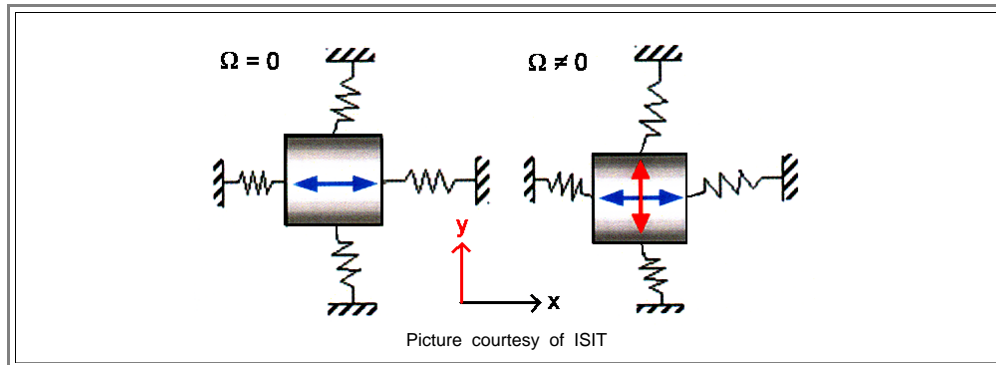 Ω = 0
Ω ≠ 0
y
x
Picture courtesy of ISIT